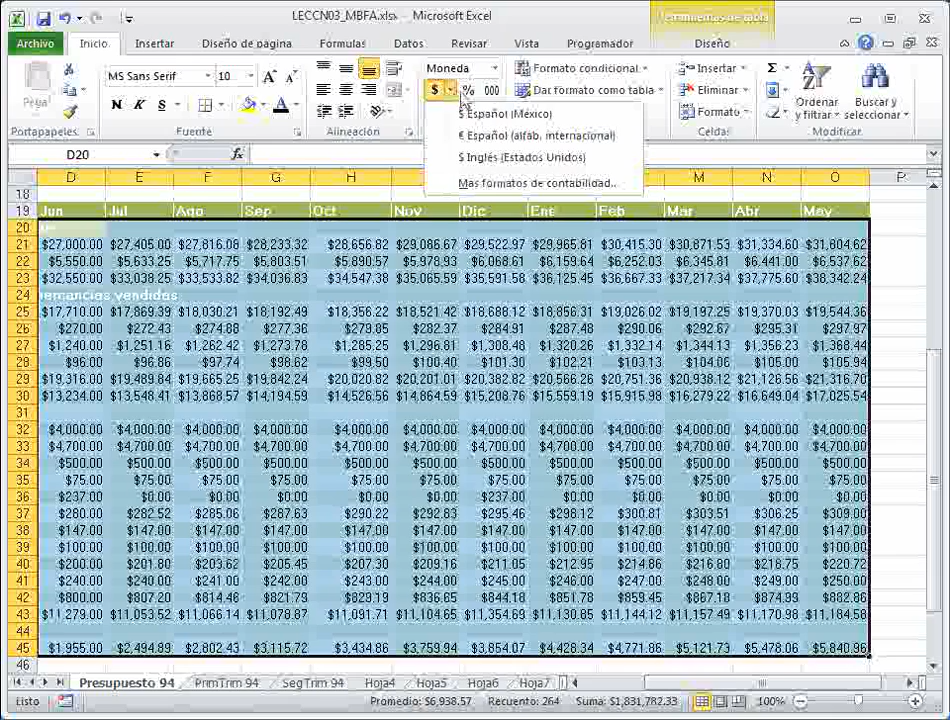 LECCN03_MBFA.xlsx - Microsoft Excel
Herramientas de tabla
Archivo Inicio Insertar Diseño de página Fórmulas Datos Revisar Vista Programador Diseño
Pegar
MS Sans Serif 10
Moneda
Formato condicional
Insertar
Σ
N K S
$ % 000
Dar formato como tabla
Eliminar
Ordenar y filtrar
Buscar y seleccionar
Formato
Fuente Alineación Celdas Modificar
$ Español (México)
€ Español (alfab. internacional)
$ Inglés (Estados Unidos)
Mas formatos de contabilidad...
D20 fx
D E F G H I J K L M N O P
18
19 Jun Jul Ago Sep Oct Nov Dic Ene Feb Mar Abr May
20
21 $27,000.00 $27,405.00 $27,816.08 $28,233.32 $28,656.82 $29,086.67 $29,522.97 $29,965.81 $30,415.30 $30,871.53 $31,334.60 $31,804.62
22 $5,550.00 $5,633.25 $5,717.75 $5,803.51 $5,890.57 $5,978.93 $6,068.61 $6,159.64 $6,252.03 $6,345.81 $6,441.00 $6,537.62
23 $32,550.00 $33,038.25 $33,533.82 $34,036.83 $34,547.38 $35,065.59 $35,591.58 $36,125.45 $36,667.33 $37,217.34 $37,775.60 $38,342.24
24 ercancias vendidas
25 $17,710.00 $17,869.39 $18,030.21 $18,192.49 $18,356.22 $18,521.42 $18,688.12 $18,856.31 $19,026.02 $19,197.25 $19,370.03 $19,544.36
26 $270.00 $272.43 $274.88 $277.36 $279.85 $282.37 $284.91 $287.48 $290.06 $292.67 $295.31 $297.97
27 $1,240.00 $1,251.16 $1,262.42 $1,273.78 $1,285.25 $1,296.81 $1,308.48 $1,320.26 $1,332.14 $1,344.13 $1,356.23 $1,368.44
28 $96.00 $96.86 $97.74 $98.62 $99.50 $100.40 $101.30 $102.21 $103.13 $104.06 $105.00 $105.94
29 $19,316.00 $19,489.84 $19,665.25 $19,842.24 $20,020.82 $20,201.01 $20,382.82 $20,566.26 $20,751.36 $20,938.12 $21,126.56 $21,316.70
30 $13,234.00 $13,548.41 $13,868.57 $14,194.59 $14,526.56 $14,864.59 $15,208.76 $15,559.19 $15,915.98 $16,279.22 $16,649.04 $17,025.54
31
32 $4,000.00 $4,000.00 $4,000.00 $4,000.00 $4,000.00 $4,000.00 $4,000.00 $4,000.00 $4,000.00 $4,000.00 $4,000.00 $4,000.00
33 $4,700.00 $4,700.00 $4,700.00 $4,700.00 $4,700.00 $4,700.00 $4,700.00 $4,700.00 $4,700.00 $4,700.00 $4,700.00 $4,700.00
34 $500.00 $500.00 $500.00 $500.00 $500.00 $500.00 $500.00 $500.00 $500.00 $500.00 $500.00 $500.00
35 $75.00 $75.00 $75.00 $75.00 $75.00 $75.00 $75.00 $75.00 $75.00 $75.00 $75.00 $75.00
36 $237.00 $0.00 $0.00 $0.00 $0.00 $0.00 $237.00 $0.00 $0.00 $0.00 $0.00 $0.00
37 $280.00 $282.52 $285.06 $287.63 $290.22 $292.83 $295.46 $298.12 $300.81 $303.51 $306.25 $309.00
38 $147.00 $147.00 $147.00 $147.00 $147.00 $147.00 $147.00 $147.00 $147.00 $147.00 $147.00 $147.00
39 $100.00 $100.00 $100.00 $100.00 $100.00 $100.00 $100.00 $100.00 $100.00 $100.00 $100.00 $100.00
40 $200.00 $201.80 $203.62 $205.45 $207.30 $209.16 $211.05 $212.95 $214.86 $216.80 $218.75 $220.72
41 $240.00 $240.00 $241.00 $242.00 $243.00 $244.00 $245.00 $246.00 $247.00 $248.00 $249.00 $250.00
42 $800.00 $807.20 $814.46 $821.79 $829.19 $836.65 $844.18 $851.78 $859.45 $867.18 $874.99 $882.86
43 $11,279.00 $11,053.52 $11,066.14 $11,078.87 $11,091.71 $11,104.65 $11,354.69 $11,130.85 $11,144.12 $11,157.49 $11,170.98 $11,184.58
44
45 $1,955.00 $2,494.89 $2,802.43 $3,115.72 $3,434.86 $3,759.94 $3,854.07 $4,428.34 $4,771.86 $5,121.73 $5,478.06 $5,840.96
46
Presupuesto 94 PrimTrim 94 SegTrim 94 Hoja4 Hoja5 Hoja6 Hoja7
Listo Promedio: $6,938.57 Recuento: 264 Suma: $1,831,782.33 100%